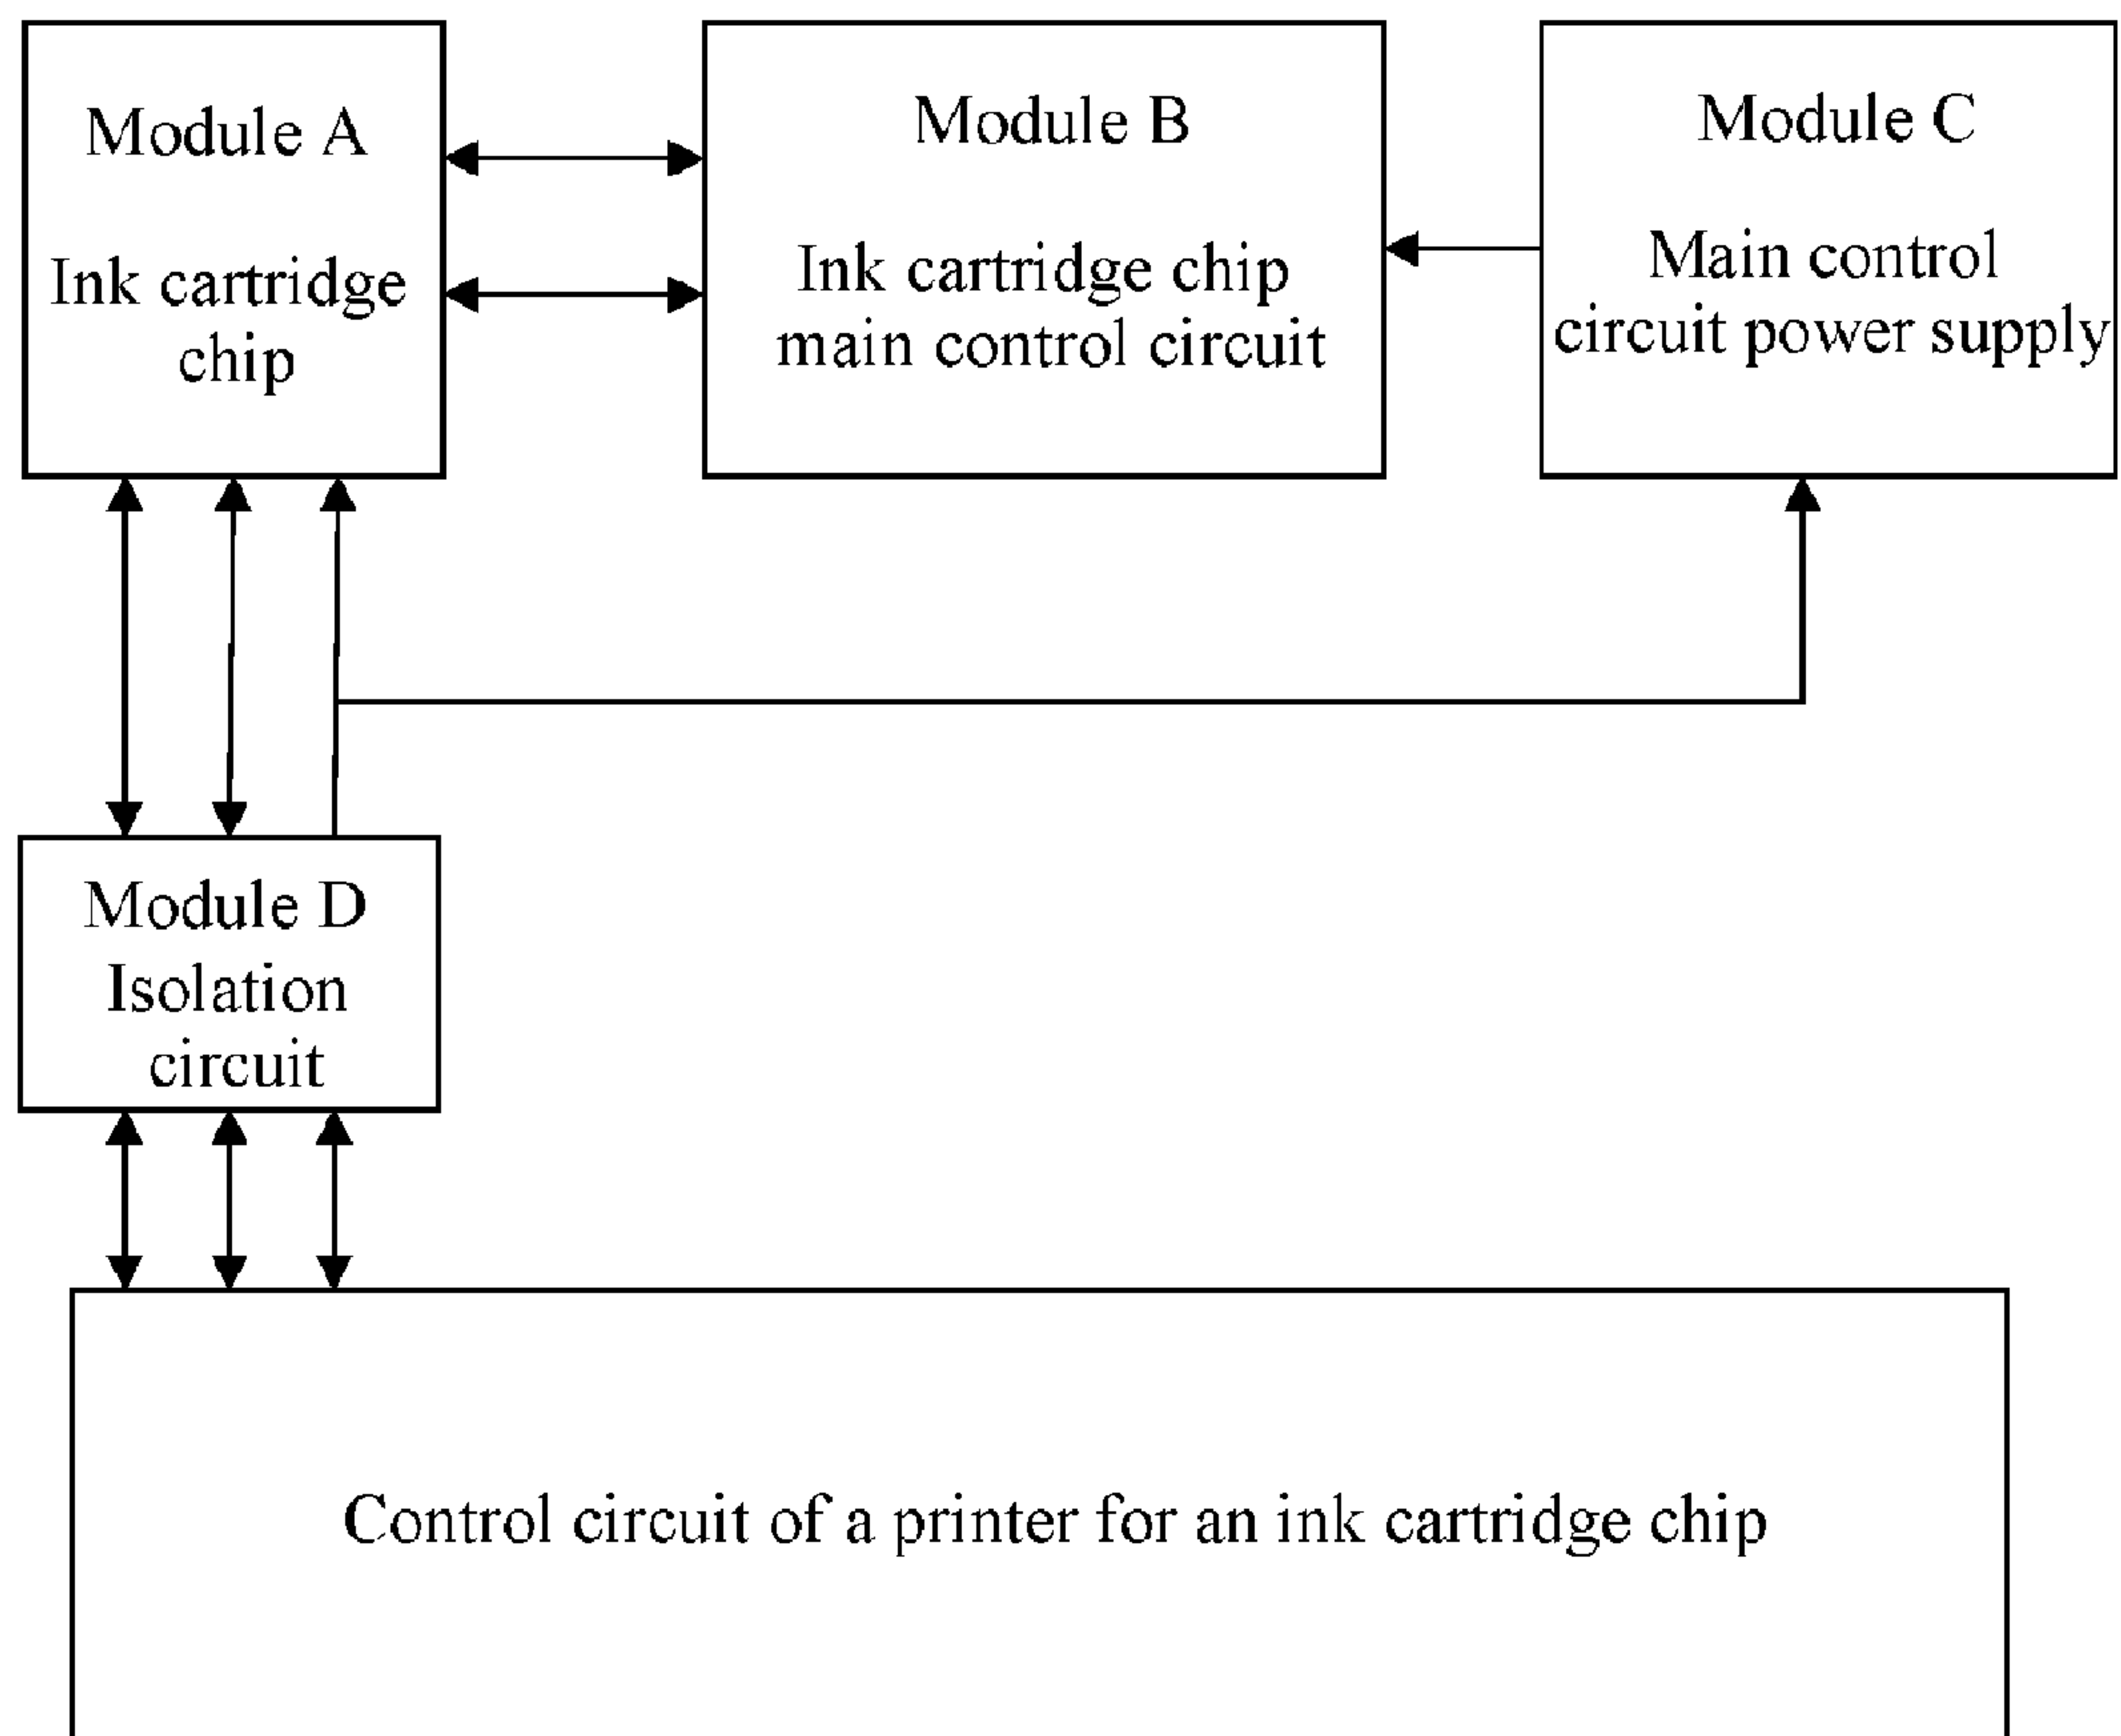 Module A
Ink cartridge
chip
Module B
Ink cartridge chip
main control circuit
Module C
Main control
circuit power supply
Module D
Isolation
circuit
Control circuit of a printer for an ink cartridge chip